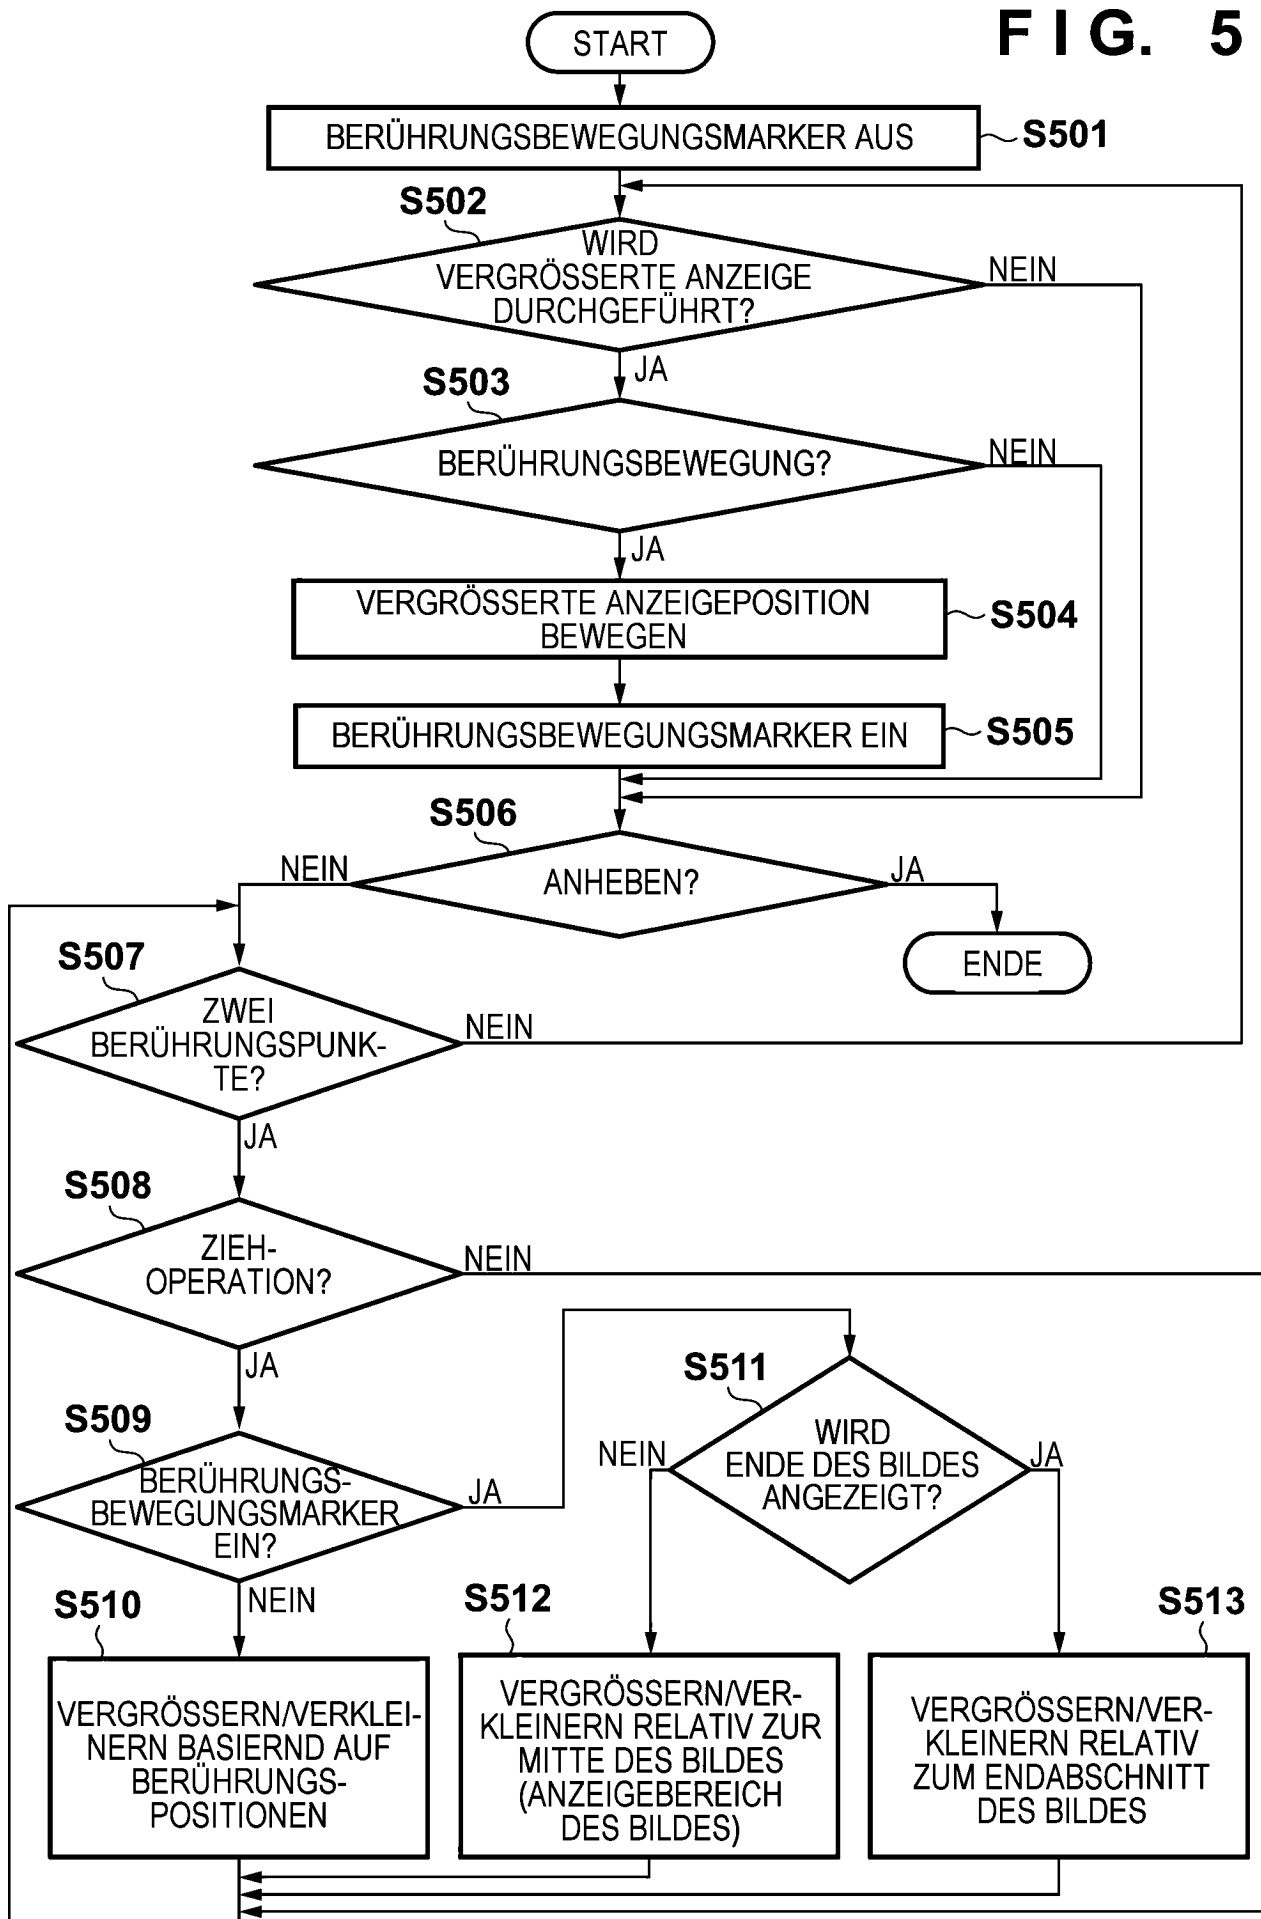 FIG. 5
START
BERÜHRUNGSBEWEGUNGSMARKER AUS
S501
S502
WIRD
VERGRÖSSERTE ANZEIGE
DURCHGEFÜHRT?
NEIN
JA
S503
BERÜHRUNGSBEWEGUNG?
NEIN
JA
VERGRÖSSERTE ANZEIGEPOSITION
BEWEGEN
S504
BERÜHRUNGSBEWEGUNGSMARKER EIN
S505
S506
NEIN
ANHEBEN?
JA
ENDE
S507
ZWEI
BERÜHRUNGSPUNK-
TE?
NEIN
JA
S508
ZIEH-
OPERATION?
NEIN
JA
S509
BERÜHRUNGS-
BEWEGUNGSMARKER
EIN?
JA
NEIN
S511
WIRD
ENDE DES BILDES
ANGEZEIGT?
NEIN
JA
S510
VERGRÖSSERN/VERKLEI-
NERN BASIERND AUF
BERÜHRUNGS-
POSITIONEN
S512
VERGRÖSSERN/VER-
KLEINERN RELATIV ZUR
MITTE DES BILDES
(ANZEIGEBEREICH
DES BILDES)
S513
VERGRÖSSERN/VER-
KLEINERN RELATIV
ZUM ENDABSCHNITT
DES BILDES